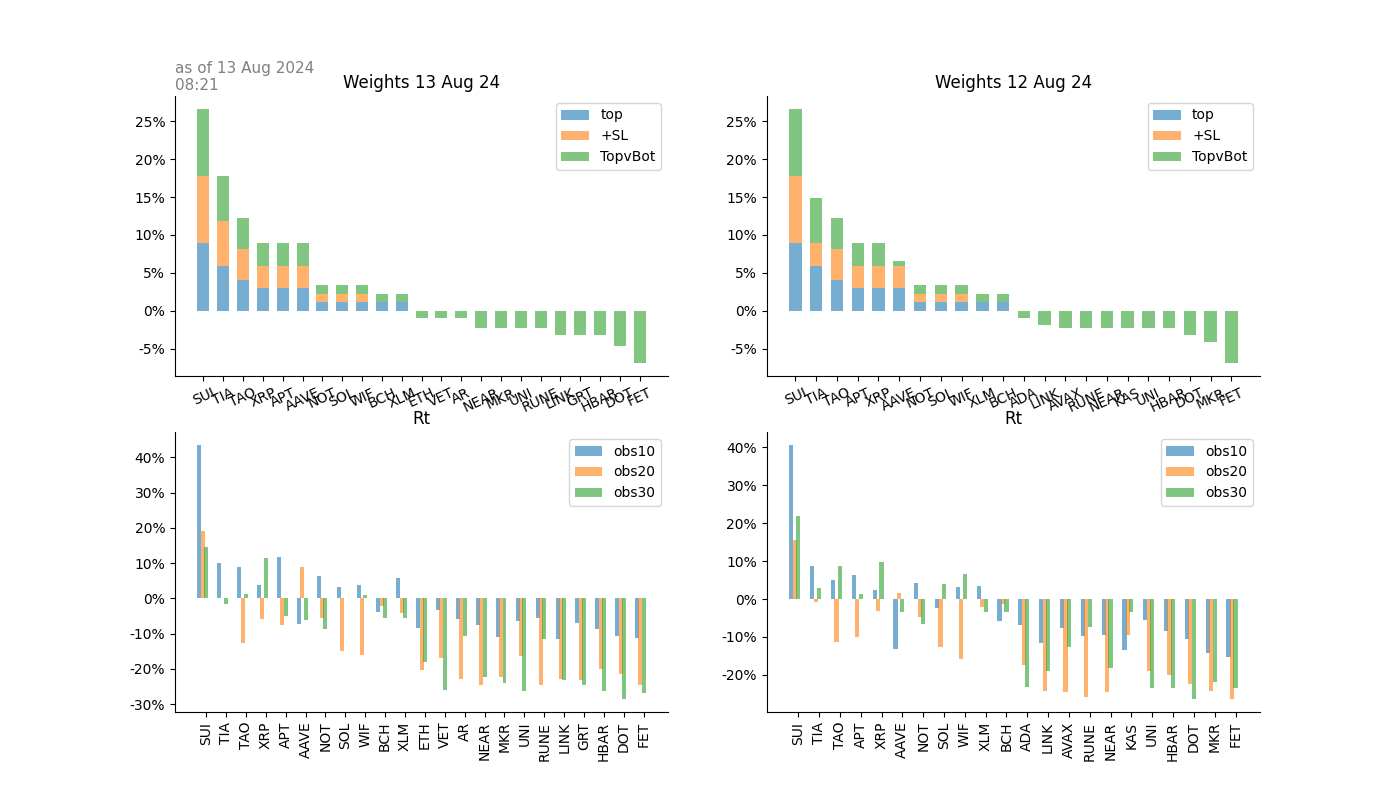 as of 13 Aug 2024
08:21
Weights 13 Aug 24
top
+SL
TopvBot
25%
20%
15%
10%
5%
0%
-5%
SUI TIA TAO XRP APT AAVE NOT SOL WIF BCH XLM ETH VET AR NEAR MKR UNI RUNE LINK GRT HBAR DOT FET
Weights 12 Aug 24
top
+SL
TopvBot
25%
20%
15%
10%
5%
0%
-5%
SUI TIA TAO APT XRP AAVE NOT SOL WIF XLM BCH ADA LINK AVAX RUNE NEAR KAS UNI HBAR DOT MKR FET
Rt
obs10
obs20
obs30
40%
30%
20%
10%
0%
-10%
-20%
-30%
SUI TIA TAO XRP APT AAVE NOT SOL WIF BCH XLM ETH VET AR NEAR MKR UNI RUNE LINK GRT HBAR DOT FET
Rt
obs10
obs20
obs30
40%
30%
20%
10%
0%
-10%
-20%
SUI TIA TAO APT XRP AAVE NOT SOL WIF XLM BCH ADA LINK AVAX RUNE NEAR KAS UNI HBAR DOT MKR FET